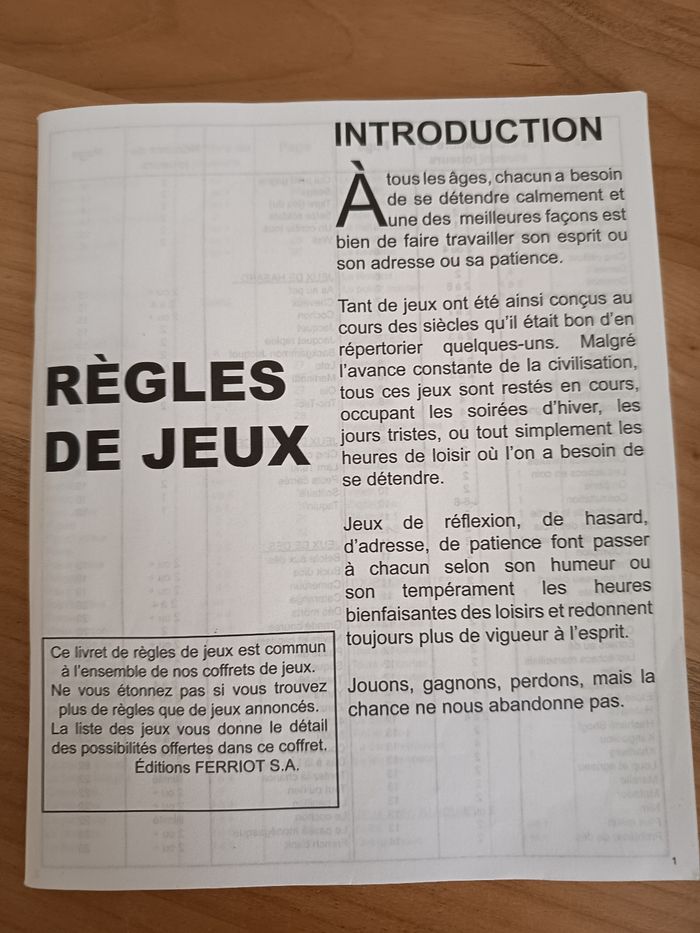 RÈGLES
DE JEUX
Ce livret de règles de jeux est commun
à l'ensemble de nos coffrets de jeux.
Ne vous étonnez pas si vous trouvez
plus de règles que de jeux annoncés.
La liste des jeux vous donne le détail
des possibilités offertes dans ce coffret.
Éditions FERRIOT S.A.
INTRODUCTION
À tous les âges, chacun a besoin
de se détendre calmement et
une des meilleures façons est
bien de faire travailler son esprit ou
son adresse ou sa patience.
Tant de jeux ont été ainsi conçus au
cours des siècles qu'il était bon d'en
répertorier quelques-uns. Malgré
l'avance constante de la civilisation,
tous ces jeux sont restés en cours,
occupant les soirées d'hiver, les
jours tristes, ou tout simplement les
heures de loisir où l'on a besoin de
se détendre.
Jeux de réflexion, de hasard,
d'adresse, de patience font passer
à chacun selon son humeur ou
son tempérament les heures
bienfaisantes des loisirs et redonnent
toujours plus de vigueur à l'esprit.
Jouons, gagnons, perdons, mais la
chance ne nous abandonne pas.
1